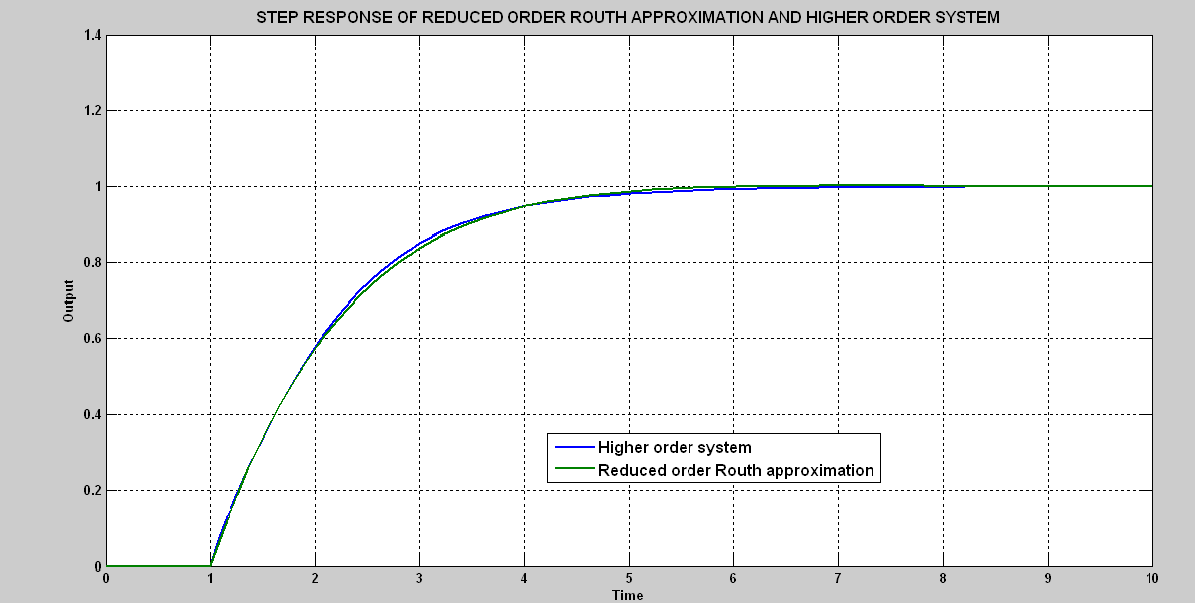 STEP RESPONSE OF REDUCED ORDER ROUTH APPROXIMATION AND HIGHER ORDER SYSTEM
1.4
1.2
1
0.8
0.6
0.4
0.2
0
Output
Higher order system
Reduced order Routh approximation
0 1 2 3 4 5 6 7 8 9 10
Time